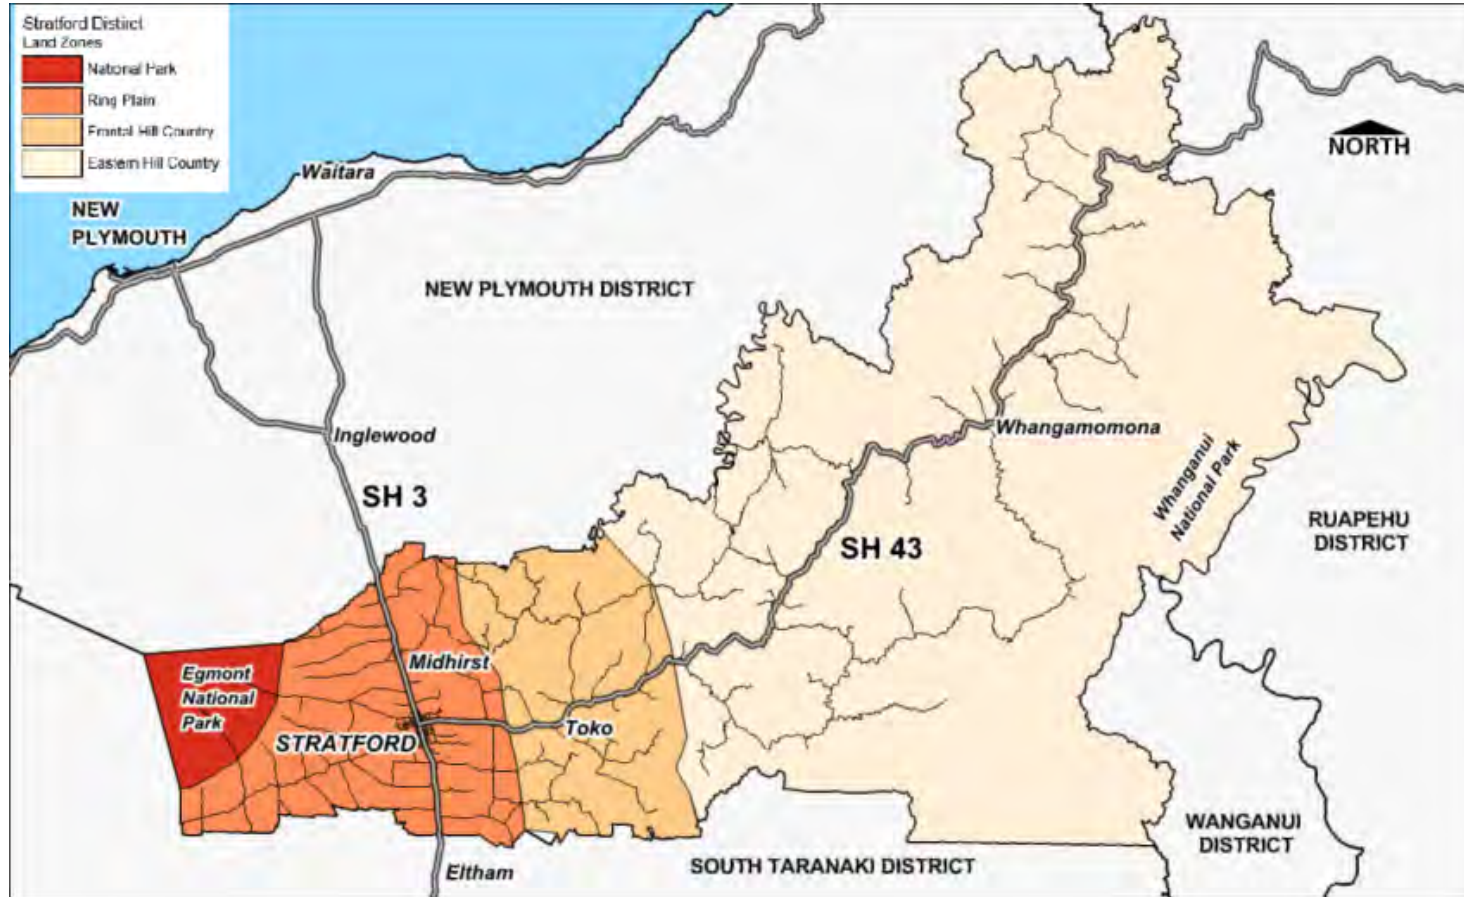 Stratford District
Land Zones
National Park
Ring Plain
Frontal Hill Country
Eastern Hill Country
NORTH
Waitara
NEW
PLYMOUTH
NEW PLYMOUTH DISTRICT
Inglewood
Whangamomona
Whanganui
National Park
SH 3
SH 43
RUAPEHU
DISTRICT
Egmont
National
Park
Midhirst
STRATFORD
Toko
WANGANUI
DISTRICT
SOUTH TARANAKI DISTRICT
Eltham